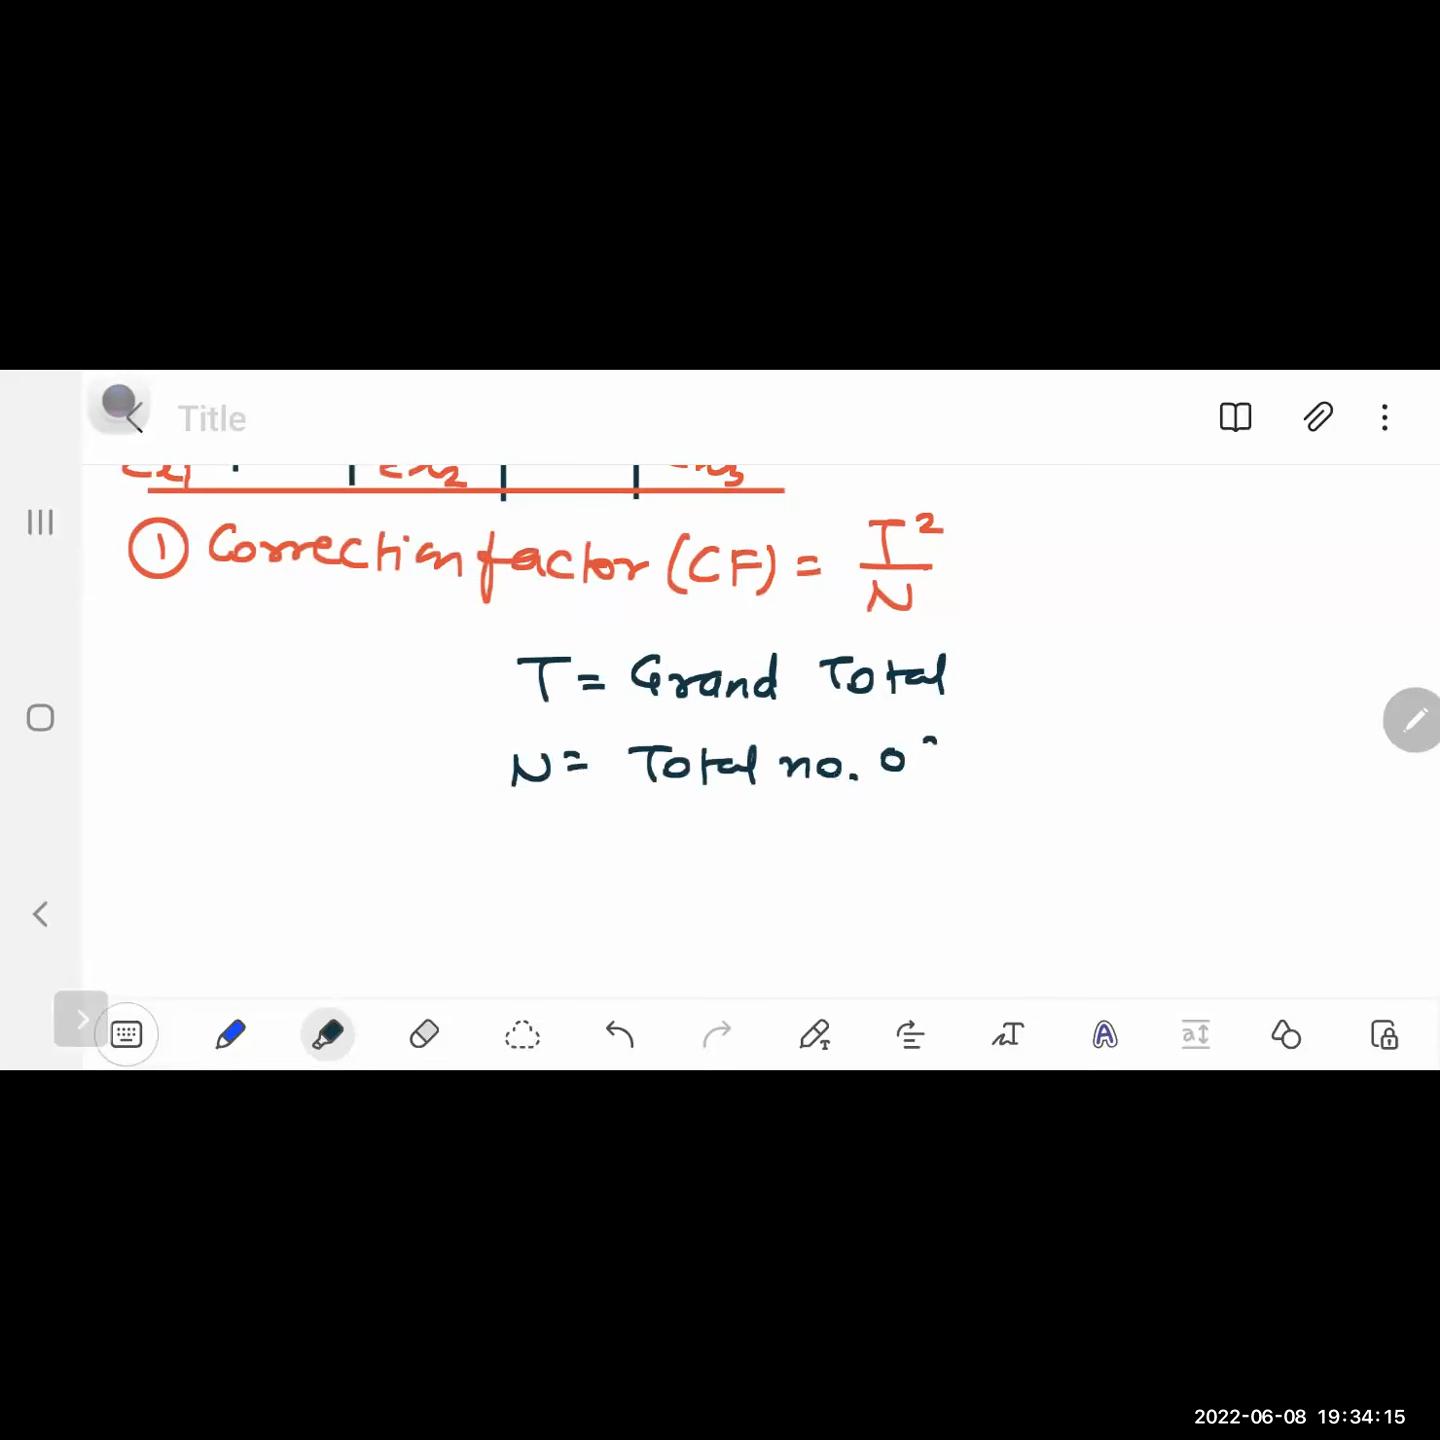 Title
① Correction factor (CF) = T²/N
T = Grand Total
N = Total no. o
2022-06-08 19:34:15